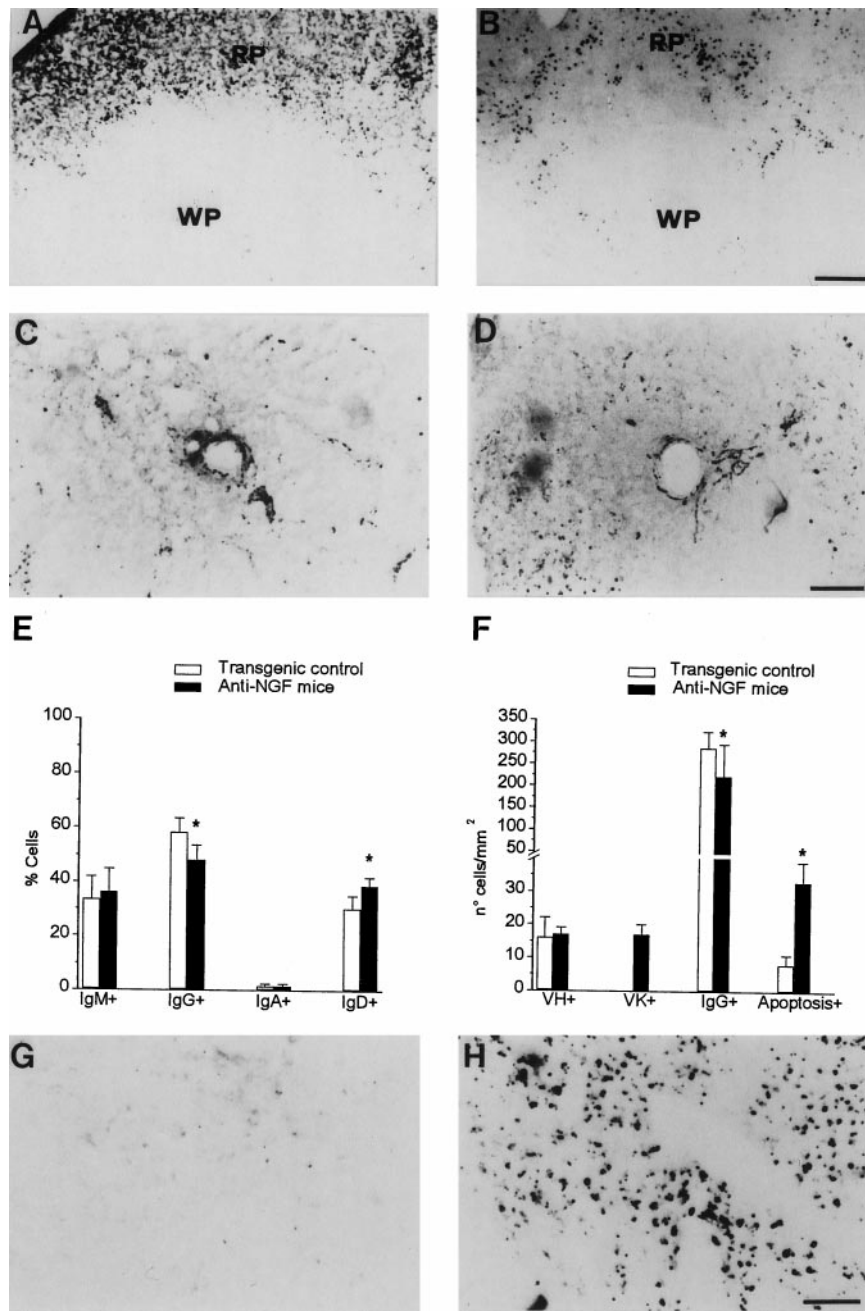 A
RP
WP
B
RP
WP
C
D
E
Transgenic control
Anti-NGF mice
100
80
60
40
20
0
% Cells
IgM+
IgG+
IgA+
IgD+
*
*
F
Transgenic control
Anti-NGF mice
350
300
250
200
150
100
50
30
20
10
0
n° cells/mm²
VH+
VK+
IgG+
Apoptosis+
*
*
G
H